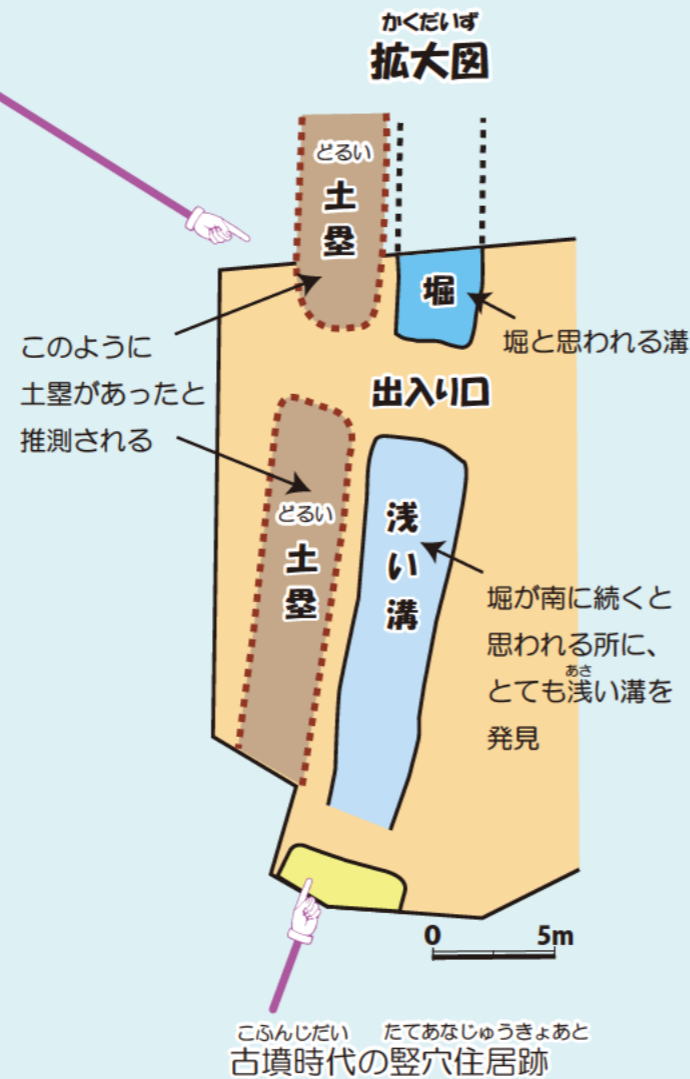 かくだいず
拡大図
どるい
土塁
堀
堀と思われる溝
このように
土塁があったと
推測される
出入り口
どるい
土塁
浅い溝
堀が南に続くと
思われる所に、
あさ
とても浅い溝を
発見
0 5m
こふんじだい たてあなじゅうきょあと
古墳時代の竪穴住居跡